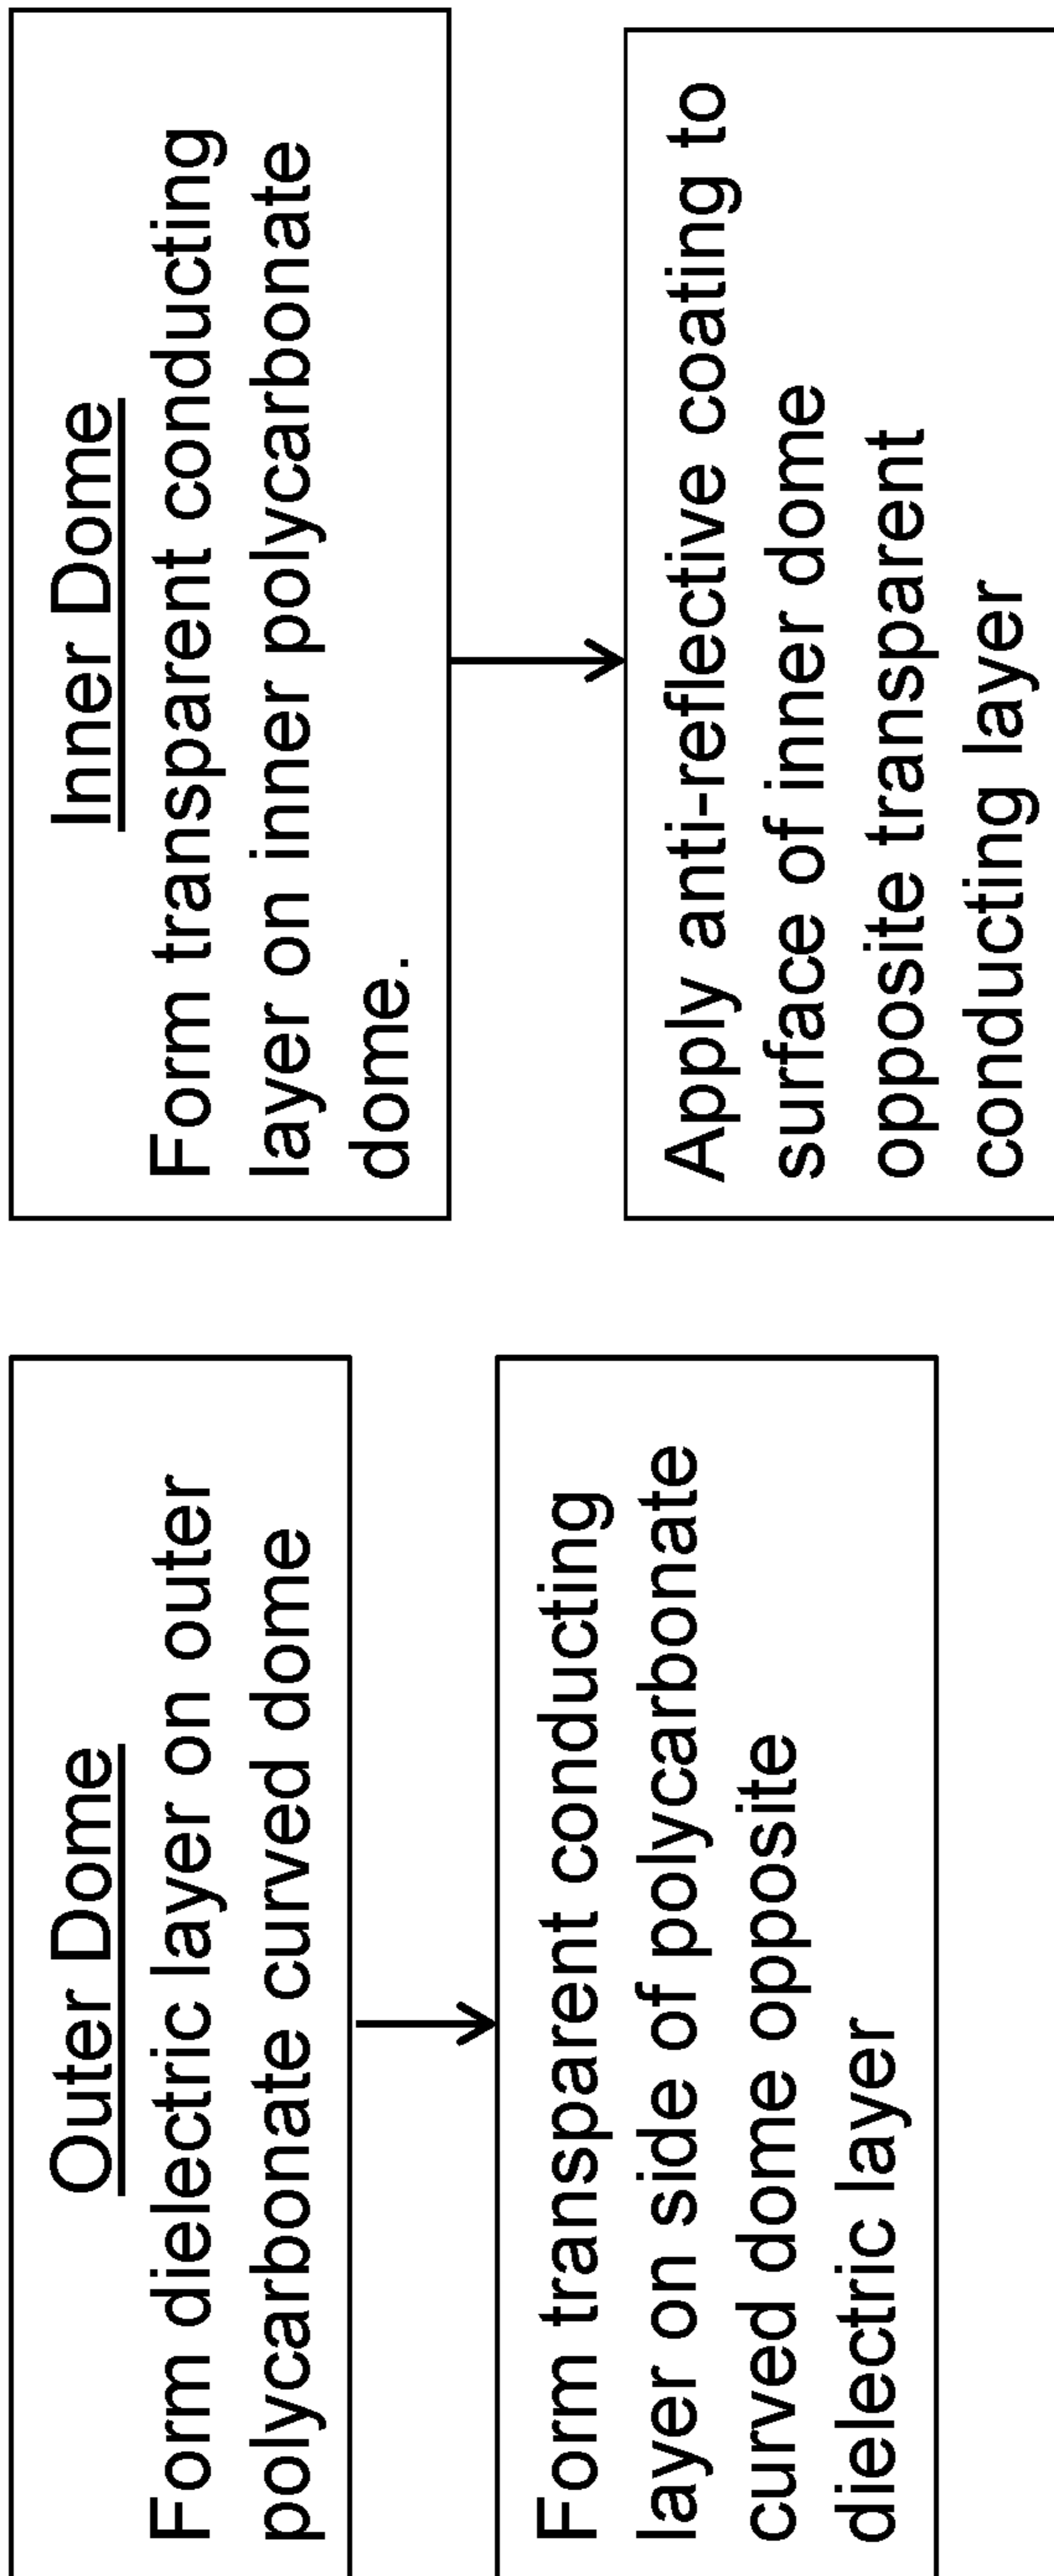 Outer Dome
Form dielectric layer on outer
polycarbonate curved dome
Form transparent conducting
layer on side of polycarbonate
curved dome opposite
dielectric layer
Inner Dome
Form transparent conducting
layer on inner polycarbonate
dome.
Apply anti-reflective coating to
surface of inner dome
opposite transparent
conducting layer